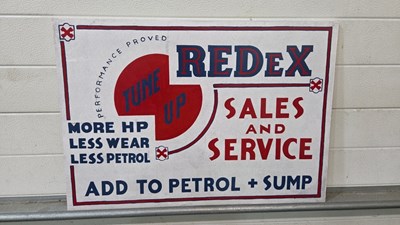 PERFORMANCE PROVED
REDEX
TUNE
UP
SALES
AND
SERVICE
MORE HP
LESS WEAR
LESS PETROL
ADD TO PETROL + SUMP